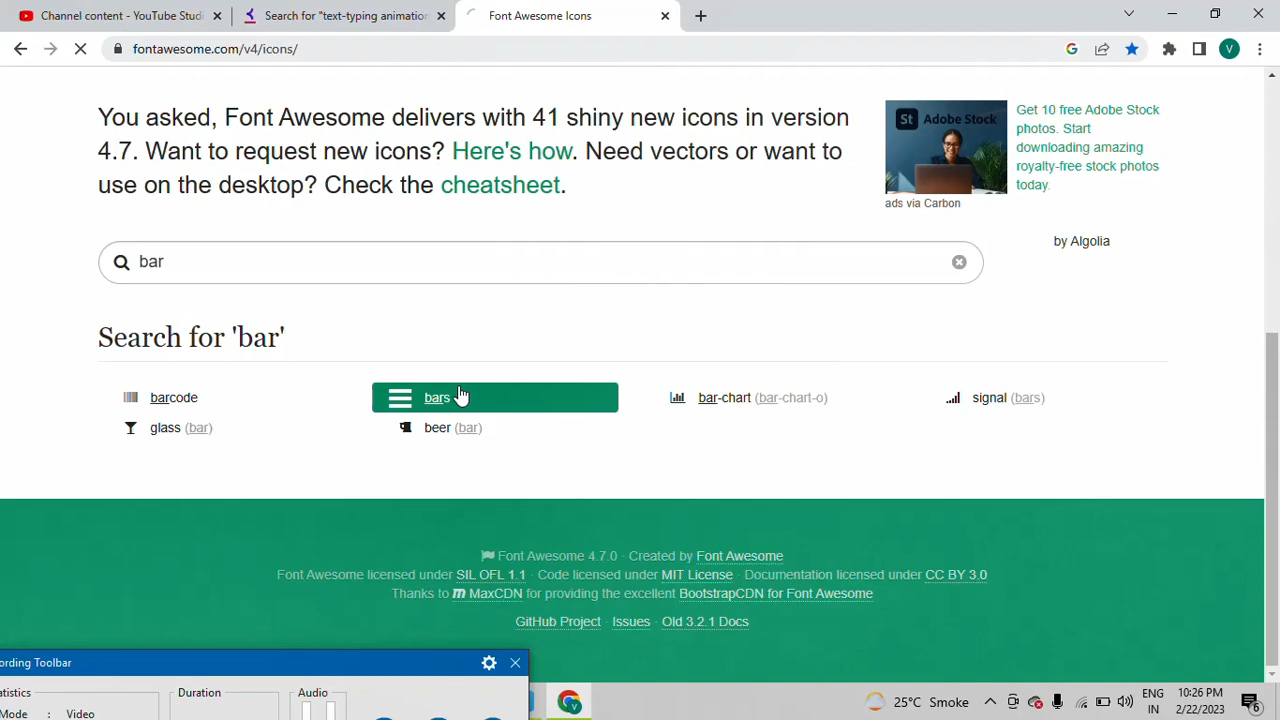 Channel content - YouTube Studi
Search for "text-typing animation
Font Awesome Icons
fontawesome.com/v4/icons/
V
You asked, Font Awesome delivers with 41 shiny new icons in version
4.7. Want to request new icons? Here's how. Need vectors or want to
use on the desktop? Check the cheatsheet.
St Adobe Stock
Get 10 free Adobe Stock
photos. Start
downloading amazing
royalty-free stock photos
today.
ads via Carbon
by Algolia
bar
Search for 'bar'
barcode
bars
bar-chart (bar-chart-o)
signal (bars)
glass (bar)
beer (bar)
Font Awesome 4.7.0 · Created by Font Awesome
Font Awesome licensed under SIL OFL 1.1 · Code licensed under MIT License · Documentation licensed under CC BY 3.0
Thanks to MaxCDN for providing the excellent BootstrapCDN for Font Awesome
GitHub Project · Issues · Old 3.2.1 Docs
ording Toolbar
atistics
Duration
Audio
Mode : Video
25°C Smoke
ENG
IN
10:26 PM
2/22/2023
6